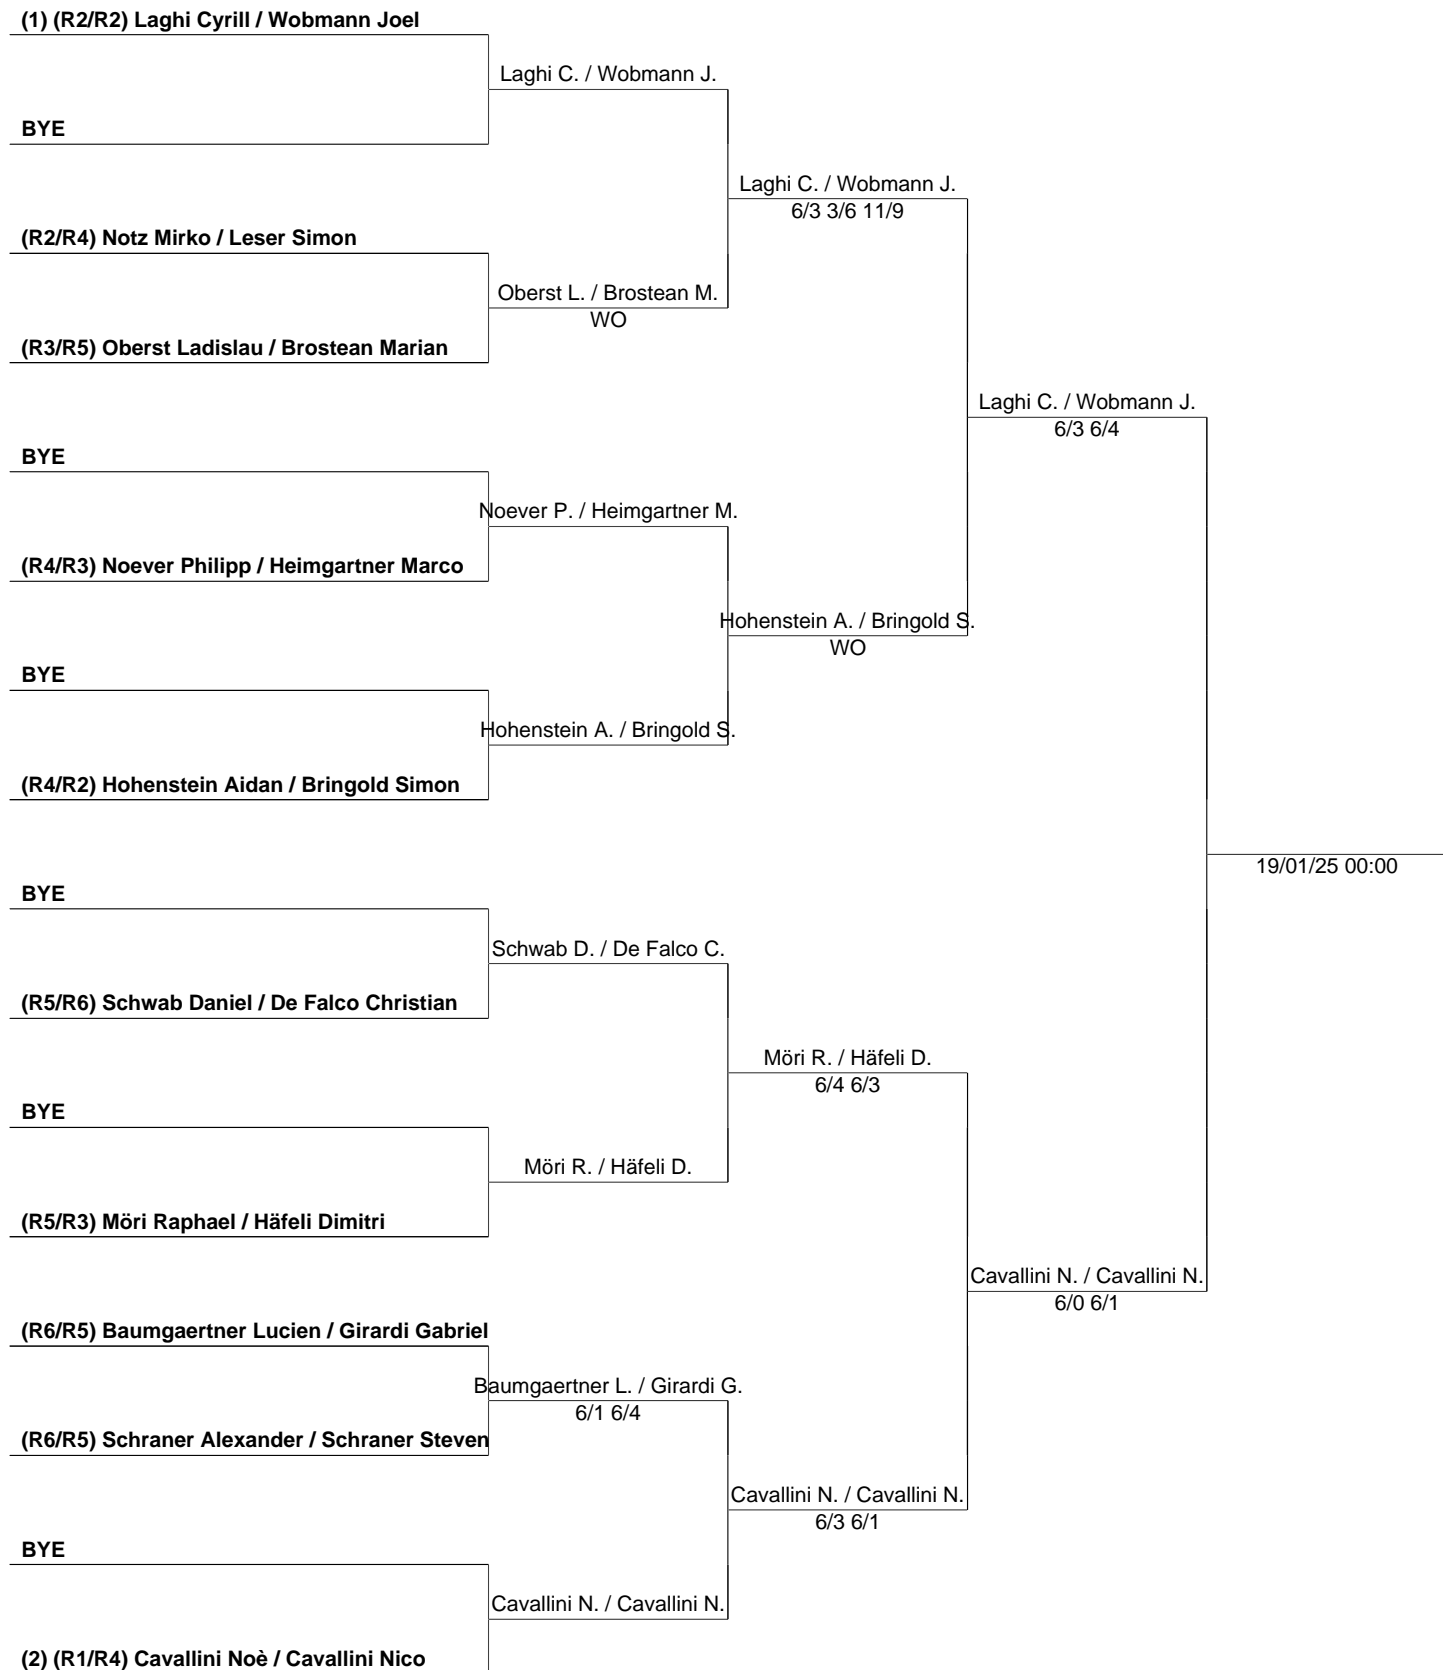 (1) (R2/R2) Laghi Cyrill / Wobmann Joel
Laghi C. / Wobmann J.
BYE
Laghi C. / Wobmann J.
6/3 3/6 11/9
(R2/R4) Notz Mirko / Leser Simon
Oberst L. / Brostean M.
WO
(R3/R5) Oberst Ladislau / Brostean Marian
Laghi C. / Wobmann J.
6/3 6/4
BYE
Noever P. / Heimgartner M.
(R4/R3) Noever Philipp / Heimgartner Marco
Hohenstein A. / Bringold S.
WO
BYE
Hohenstein A. / Bringold S.
(R4/R2) Hohenstein Aidan / Bringold Simon
19/01/25 00:00
BYE
Schwab D. / De Falco C.
(R5/R6) Schwab Daniel / De Falco Christian
Möri R. / Häfeli D.
6/4 6/3
BYE
Möri R. / Häfeli D.
(R5/R3) Möri Raphael / Häfeli Dimitri
Cavallini N. / Cavallini N.
6/0 6/1
(R6/R5) Baumgaertner Lucien / Girardi Gabriel
Baumgaertner L. / Girardi G.
6/1 6/4
(R6/R5) Schraner Alexander / Schraner Steven
Cavallini N. / Cavallini N.
6/3 6/1
BYE
Cavallini N. / Cavallini N.
(2) (R1/R4) Cavallini Noè / Cavallini Nico